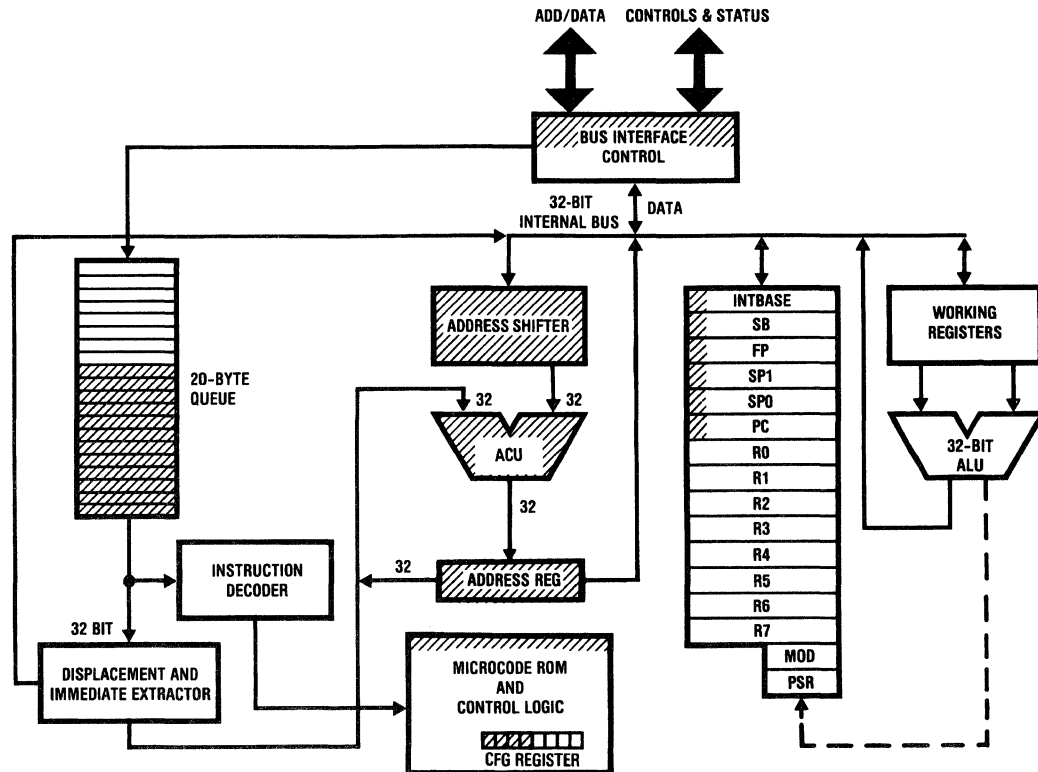 ADD/DATA
CONTROLS & STATUS
BUS INTERFACE
CONTROL
32-BIT
INTERNAL BUS
DATA
20-BYTE
QUEUE
ADDRESS SHIFTER
32
32
ACU
32
32
ADDRESS REG
INTBASE
SB
FP
SP1
SP0
PC
R0
R1
R2
R3
R4
R5
R6
R7
MOD
PSR
WORKING
REGISTERS
32-BIT
ALU
INSTRUCTION
DECODER
32 BIT
DISPLACEMENT AND
IMMEDIATE EXTRACTOR
MICROCODE ROM
AND
CONTROL LOGIC
CFG REGISTER